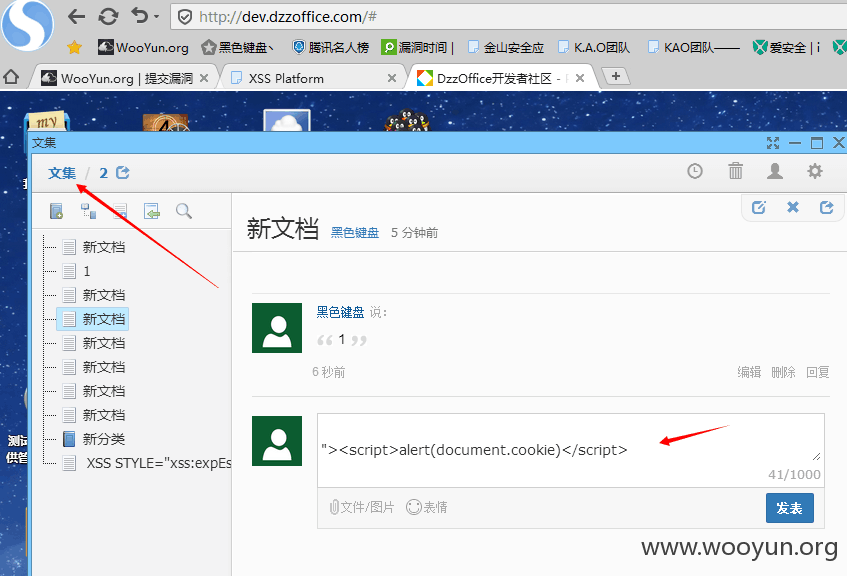 http://dev.dzzoffice.com/#
WooYun.org 黑色键盘 腾讯名人榜 漏洞时间 | 金山安全应 K.A.O团队 KAO团队—— 爱安全 | i
WooYun.org | 提交漏洞 XSS Platform DzzOffice开发者社区 -
my
文集
文集 / 2
新文档 黑色键盘 5 分钟前
新文档
1
新文档
新文档
新文档
新文档
新文档
新文档
新分类
XSS STYLE="xss:expEs
黑色键盘 说:
“ 1 ”
6 秒前 编辑 删除 回复
"><script>alert(document.cookie)</script>
41/1000
文件/图片 表情 发表
测试
供管
www.wooyun.org